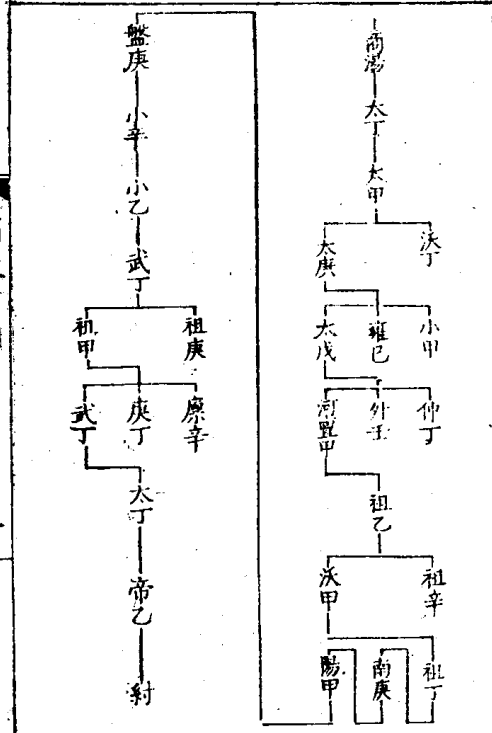 商湯
太丁
太甲
沃丁
太庚
小甲
雍已
太戊
仲丁
外壬
河亶甲
祖乙
祖辛
沃甲
祖丁
南庚
陽甲
盤庚
小辛
小乙
武丁
祖庚
祖甲
廩辛
庚丁
武丁
太丁
帝乙
紂